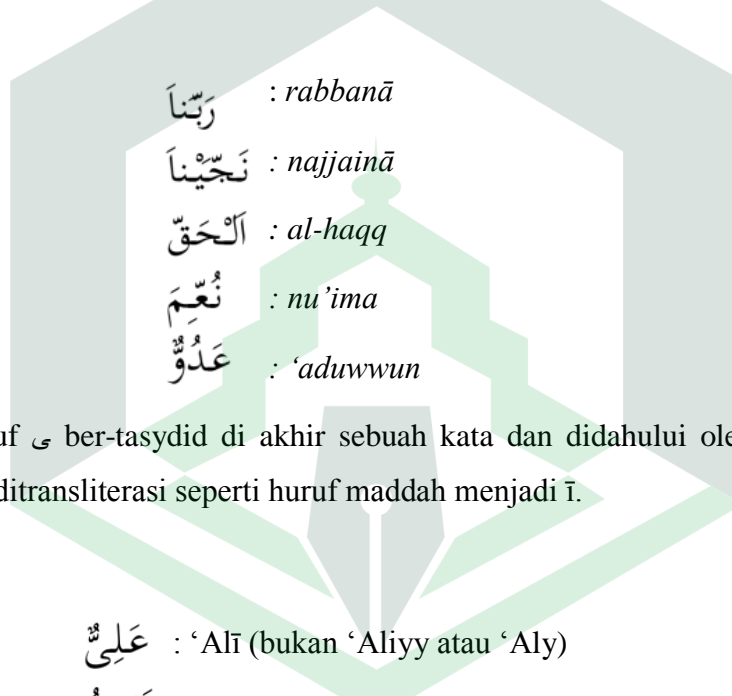 رَبّناَ : rabbanā
نَجّيْناَ : najjainā
اَلْحَقّ : al-haqq
نُعّمَ : nu’ima
عَدُوٌّ : ‘aduwwun
uf ى ber-tasydid di akhir sebuah kata dan didahului ole
ditransliterasi seperti huruf maddah menjadi ī.
عَلِىٌّ : ‘Alī (bukan ‘Aliyy atau ‘Aly)